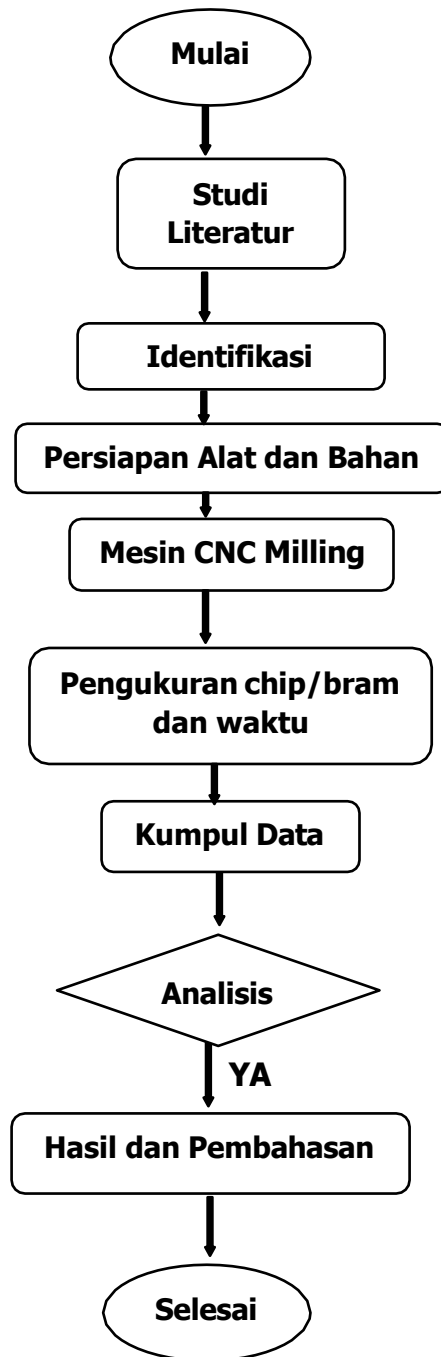 Mulai
Studi
Literatur
Identifikasi
Persiapan Alat dan Bahan
Mesin CNC Milling
Pengukuran chip/bram
dan waktu
Kumpul Data
Analisis
YA
Hasil dan Pembahasan
Selesai